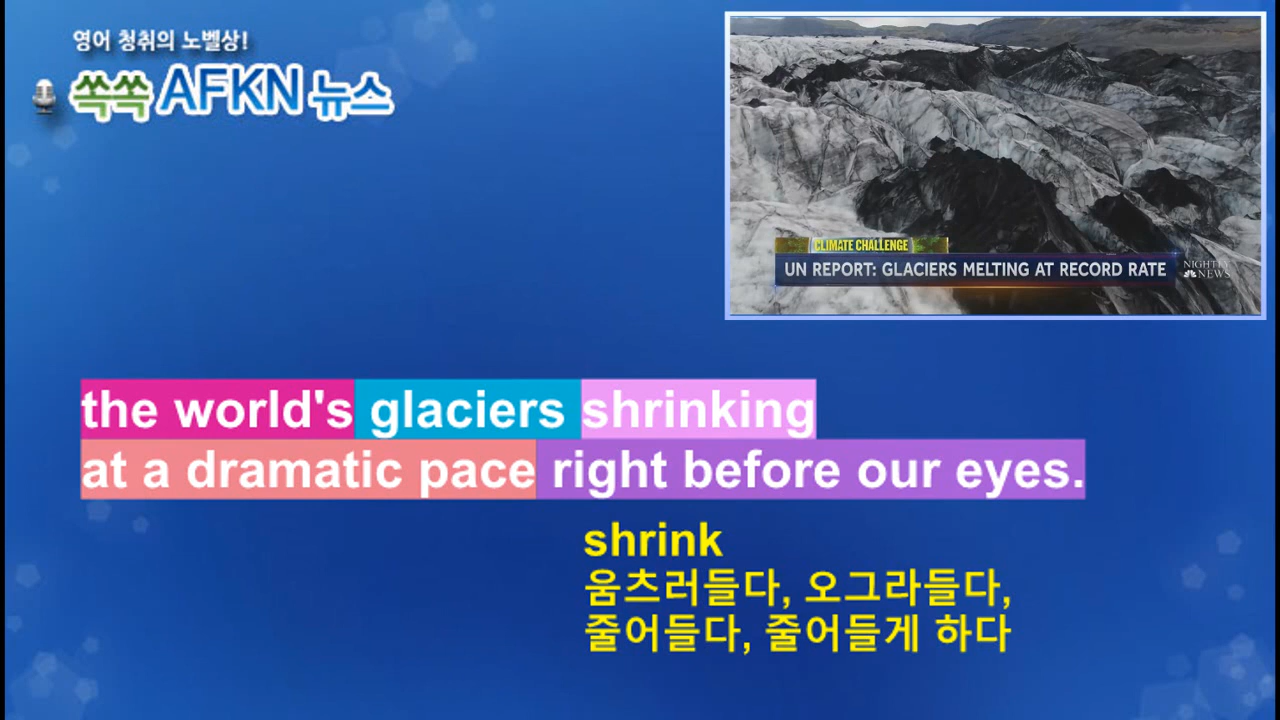 영어 청취의 노벨상!
쏙쏙 AFKN 뉴스
CLIMATE CHALLENGE
UN REPORT: GLACIERS MELTING AT RECORD RATE
NIGHTLY
NEWS
the world's glaciers shrinking
at a dramatic pace right before our eyes.
shrink
움츠러들다, 오그라들다,
줄어들다, 줄어들게 하다